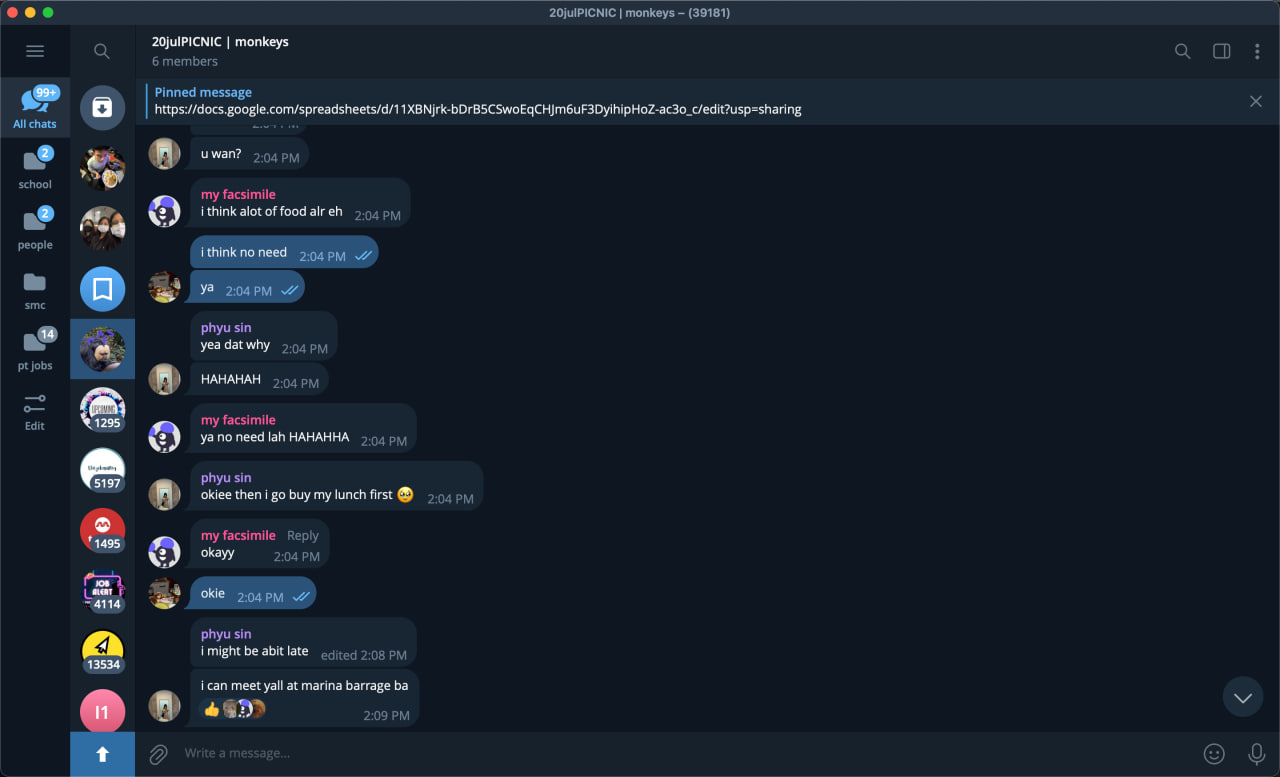 20julPICNIC | monkeys – (39181)
20julPICNIC | monkeys
6 members
Pinned message
https://docs.google.com/spreadsheets/d/11XBNjrk-bDrB5CSwoEqCHJm6uF3DyihipHoZ-ac3o_c/edit?usp=sharing
99+
All chats
2
school
2
people
smc
14
pt jobs
Edit
UPCOMING
1295
5197
1495
JOB
ALERT
4114
13534
I1
2:04 PM
u wan? 2:04 PM
my facsimile
i think alot of food alr eh 2:04 PM
i think no need 2:04 PM
ya 2:04 PM
phyu sin
yea dat why 2:04 PM
HAHAHAH 2:04 PM
my facsimile
ya no need lah HAHAHHA 2:04 PM
phyu sin
okiee then i go buy my lunch first 🥹 2:04 PM
my facsimile Reply
okayy 2:04 PM
okie 2:04 PM
phyu sin
i might be abit late edited 2:08 PM
i can meet yall at marina barrage ba
👍 2:09 PM
Write a message...